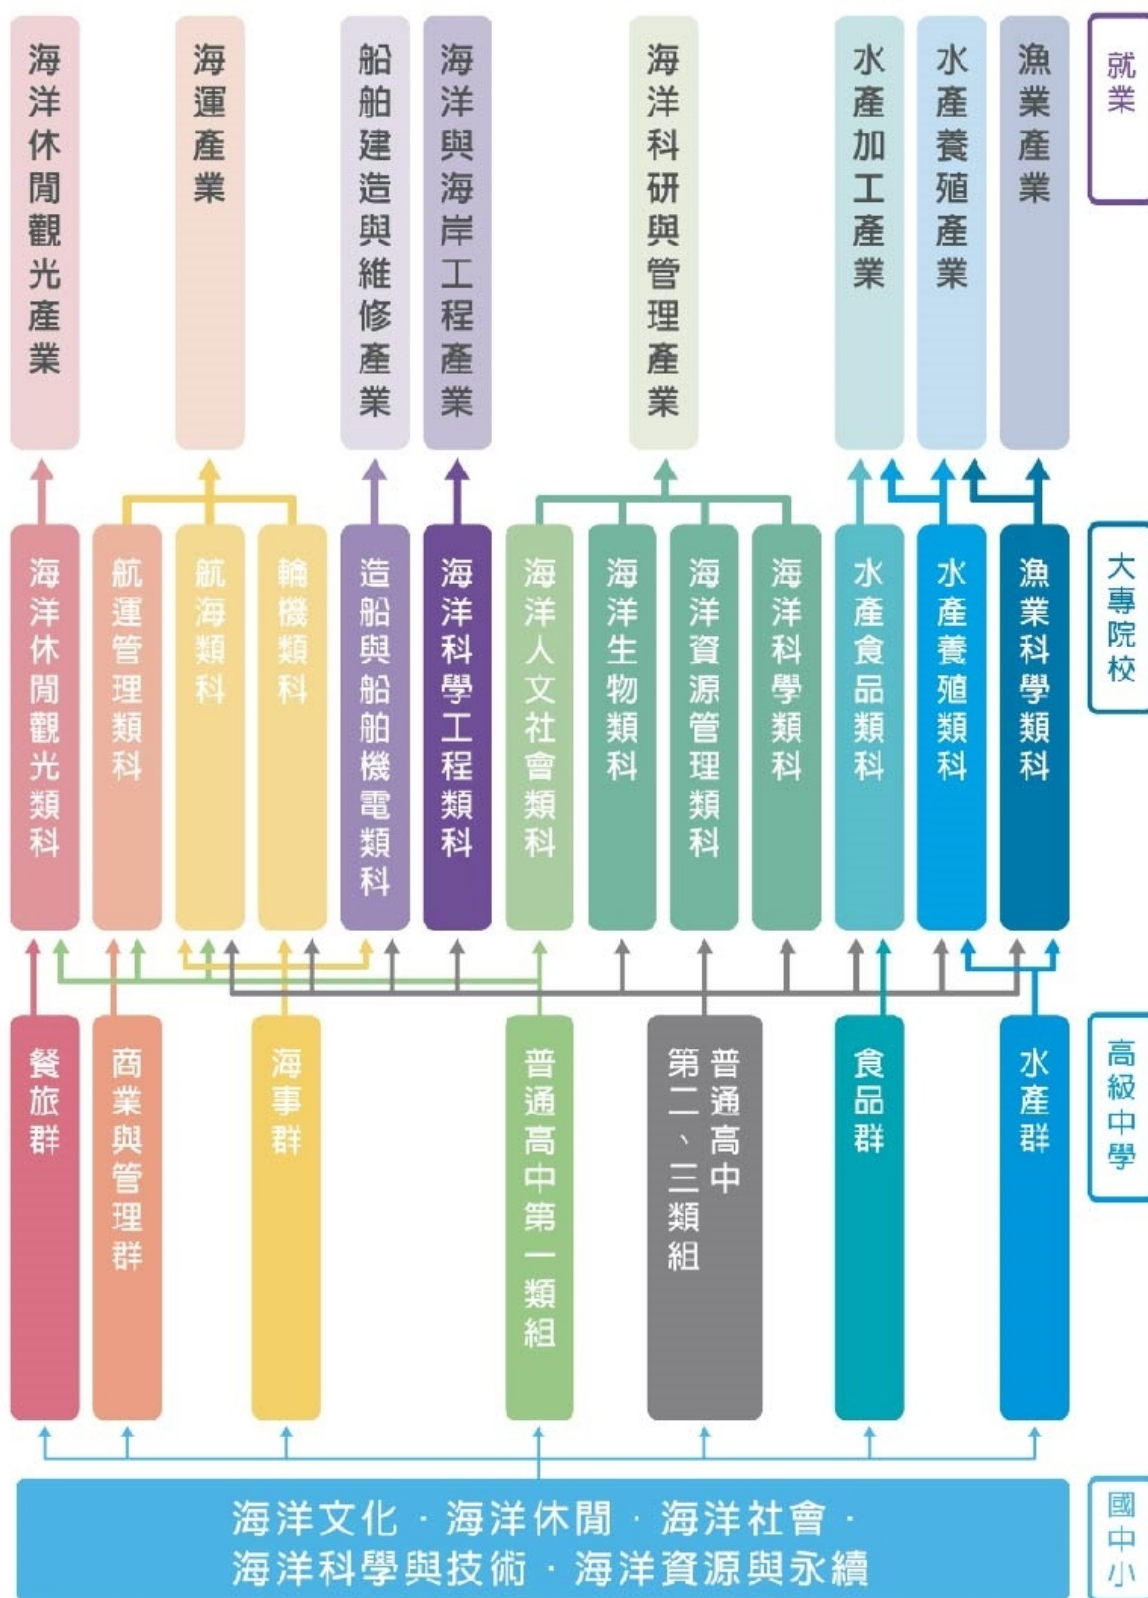 海洋休閒觀光產業
海運產業
船舶建造與維修產業
海洋與海岸工程產業
海洋科研與管理產業
水產加工產業
水產養殖產業
漁業產業
就業
海洋休閒觀光類科
航運管理類科
航海類科
輪機類科
造船與船舶機電類科
海洋科學工程類科
海洋人文社會類科
海洋生物類科
海洋資源管理類科
海洋科學類科
水產食品類科
水產養殖類科
漁業科學類科
大專院校
餐旅群
商業與管理群
海事群
普通高中第一類組
普通高中
第二、三類組
食品群
水產群
高級中學
海洋文化·海洋休閒·海洋社會·
海洋科學與技術·海洋資源與永續
國中小